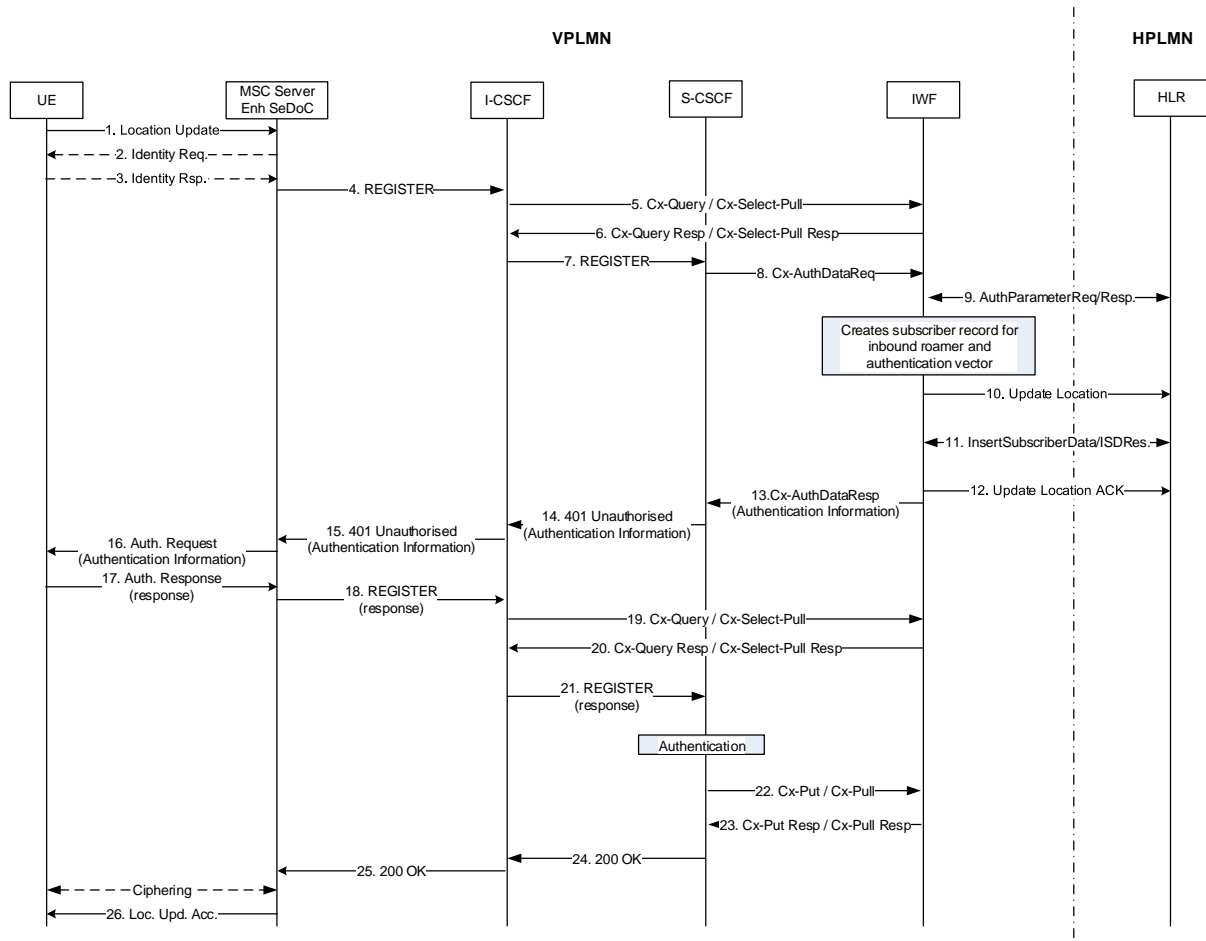 VPLMN
HPLMN
UE
MSC Server
Enh SeDoC
I-CSCF
S-CSCF
IWF
HLR
1. Location Update
2. Identity Req.
3. Identity Rsp.
4. REGISTER
5. Cx-Query / Cx-Select-Pull
6. Cx-Query Resp / Cx-Select-Pull Resp
7. REGISTER
8. Cx-AuthDataReq
9. AuthParameterReq/Resp.
Creates subscriber record for
inbound roamer and
authentication vector
10. Update Location
11. InsertSubscriberData/ISDRes.
12. Update Location ACK
13.Cx-AuthDataResp
(Authentication Information)
14. 401 Unauthorised
(Authentication Information)
15. 401 Unauthorised
(Authentication Information)
16. Auth. Request
(Authentication Information)
17. Auth. Response
(response)
18. REGISTER
(response)
19. Cx-Query / Cx-Select-Pull
20. Cx-Query Resp / Cx-Select-Pull Resp
21. REGISTER
(response)
Authentication
22. Cx-Put / Cx-Pull
23. Cx-Put Resp / Cx-Pull Resp
24. 200 OK
25. 200 OK
Ciphering
26. Loc. Upd. Acc.